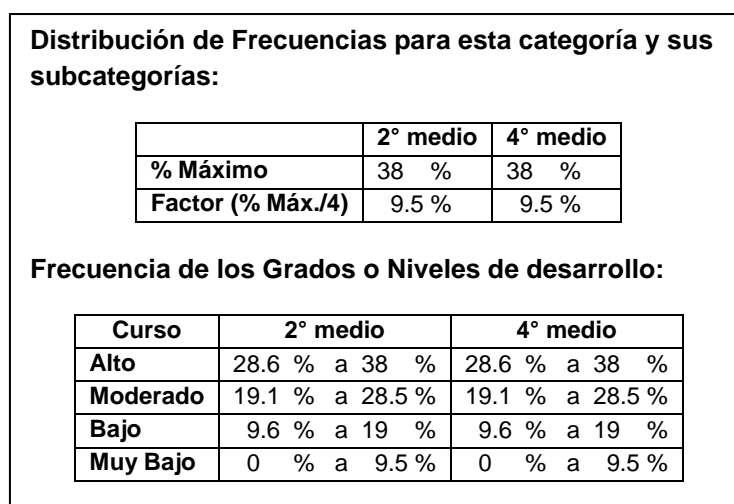 Distribución de Frecuencias para esta categoría y sus
subcategorías:
2° medio 4° medio
% Máximo 38 % 38 %
Factor (% Máx./4) 9.5 % 9.5 %
Frecuencia de los Grados o Niveles de desarrollo:
Curso 2° medio 4° medio
Alto 28.6 % a 38 % 28.6 % a 38 %
Moderado 19.1 % a 28.5 % 19.1 % a 28.5 %
Bajo 9.6 % a 19 % 9.6 % a 19 %
Muy Bajo 0 % a 9.5 % 0 % a 9.5 %